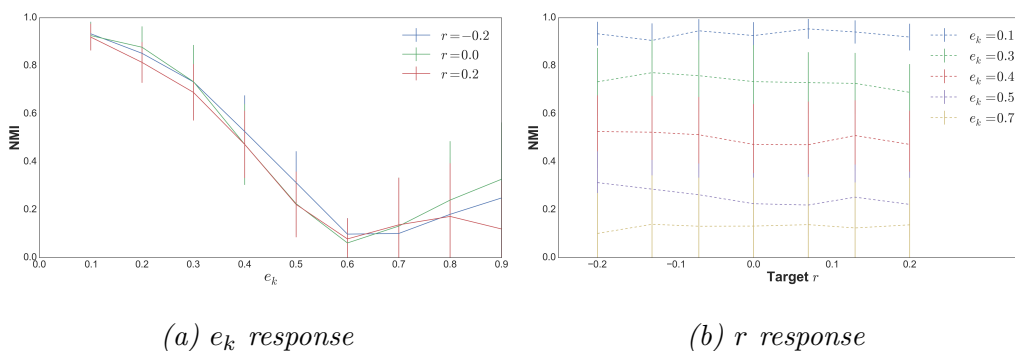 1.0
0.8
0.6
0.4
0.2
0.0
NMI
0.0 0.1 0.2 0.3 0.4 0.5 0.6 0.7 0.8 0.9
e_k
r=−0.2
r=0.0
r=0.2
(a) e_k response
1.0
0.8
0.6
0.4
0.2
0.0
NMI
−0.2 −0.1 0.0 0.1 0.2
Target r
e_k=0.1
e_k=0.3
e_k=0.4
e_k=0.5
e_k=0.7
(b) r response